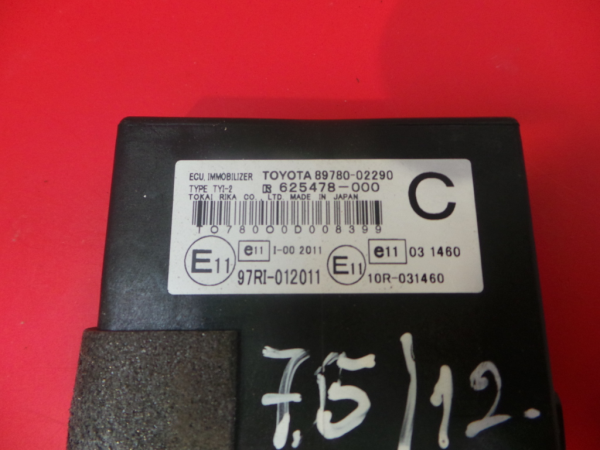 ECU, IMMOBILIZER TOYOTA 89780-02290
TYPE TYI-2 625478-000
TOKAI RIKA CO., LTD. MADE IN JAPAN
C
T07800D008399
E11 e11 I-00 2011
97RI-012011
E11 e11 03 1460
10R-031460
7,5/12.